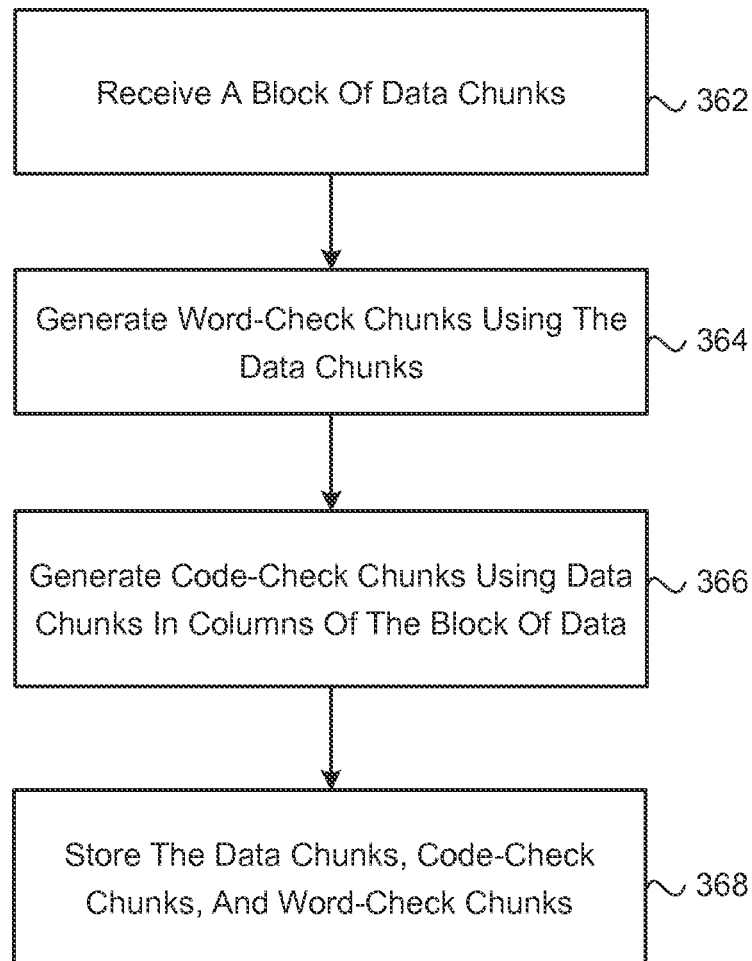 Receive A Block Of Data Chunks
362
Generate Word-Check Chunks Using The
Data Chunks
364
Generate Code-Check Chunks Using Data
Chunks In Columns Of The Block Of Data
366
Store The Data Chunks, Code-Check
Chunks, And Word-Check Chunks
368